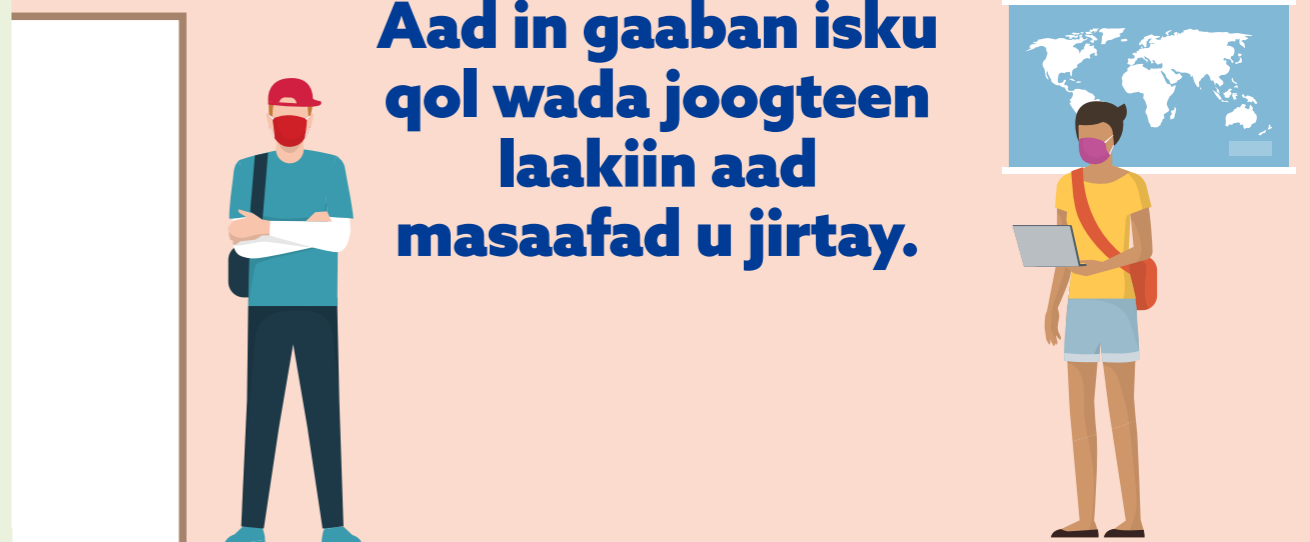 Aad in gaaban isku
qol wada joogteen
laakiin aad
masaafad u jirtay.